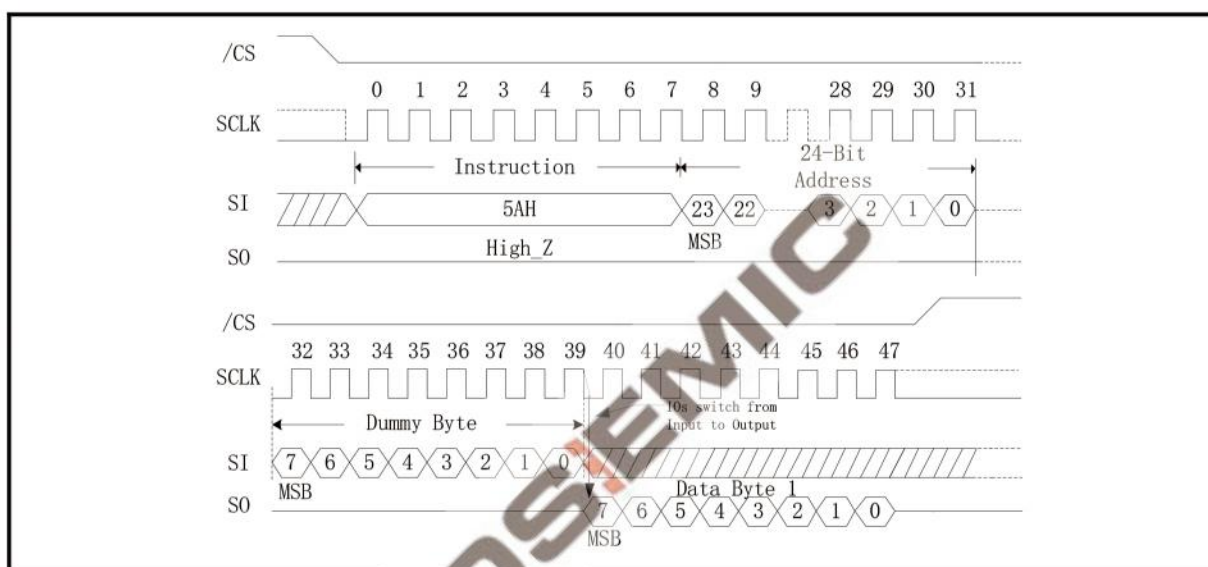 /CS
0 1 2 3 4 5 6 7 8 9 28 29 30 31
SCLK
Instruction 24-Bit
Address
SI 5AH 23 22 3 2 1 0
High_Z MSB
SO
/CS
32 33 34 35 36 37 38 39 40 41 42 43 44 45 46 47
SCLK
IOs switch from
Dummy Byte Input to Output
SI 7 6 5 4 3 2 1 0
MSB Data Byte 1
SO 7 6 5 4 3 2 1 0
MSB